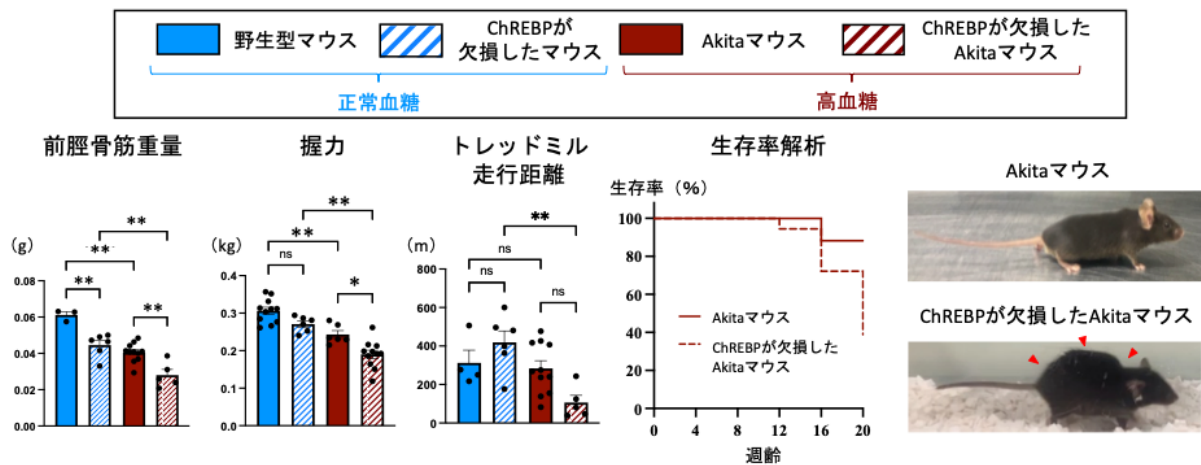 野生型マウス
ChREBPが
欠損したマウス
Akitaマウス
ChREBPが欠損した
Akitaマウス
正常血糖
高血糖
前脛骨筋重量
(g)
**
**
**
**
0.08
0.06
0.04
0.02
0.00
握力
(kg)
**
**
ns
*
0.4
0.3
0.2
0.1
0.0
トレッドミル
走行距離
(m)
**
ns
ns
ns
800
600
400
200
0
生存率解析
生存率（%）
100
80
60
40
20
0
Akitaマウス
ChREBPが欠損した
Akitaマウス
0
4
8
12
16
20
週齢
Akitaマウス
ChREBPが欠損したAkitaマウス